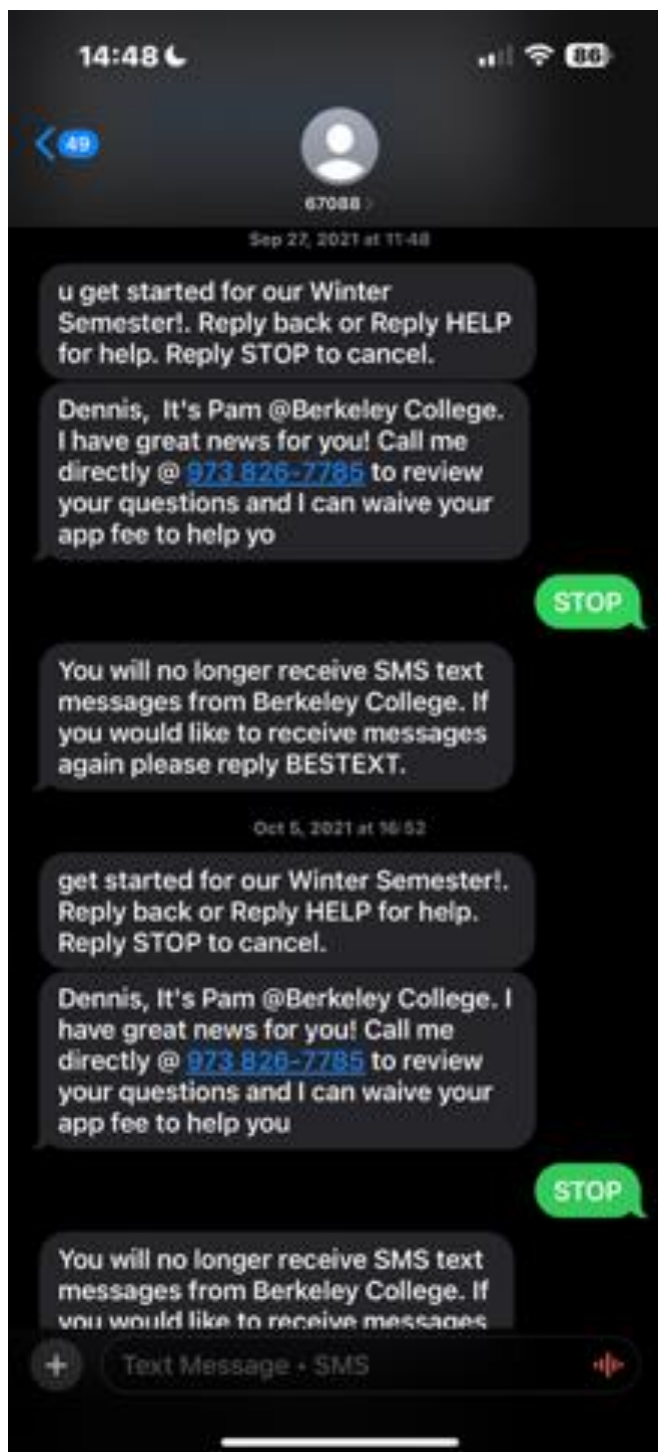 14:48
86
49
67088
Sep 27, 2021 at 11:48
u get started for our Winter
Semester!. Reply back or Reply HELP
for help. Reply STOP to cancel.
Dennis,  It's Pam @Berkeley College.
I have great news for you! Call me
directly @ 973 826-7785 to review
your questions and I can waive your
app fee to help yo
STOP
You will no longer receive SMS text
messages from Berkeley College. If
you would like to receive messages
again please reply BESTEXT.
Oct 5, 2021 at 16:52
get started for our Winter Semester!.
Reply back or Reply HELP for help.
Reply STOP to cancel.
Dennis, It's Pam @Berkeley College. I
have great news for you! Call me
directly @ 973 826-7785 to review
your questions and I can waive your
app fee to help you
STOP
You will no longer receive SMS text
messages from Berkeley College. If
you would like to receive messages
Text Message • SMS